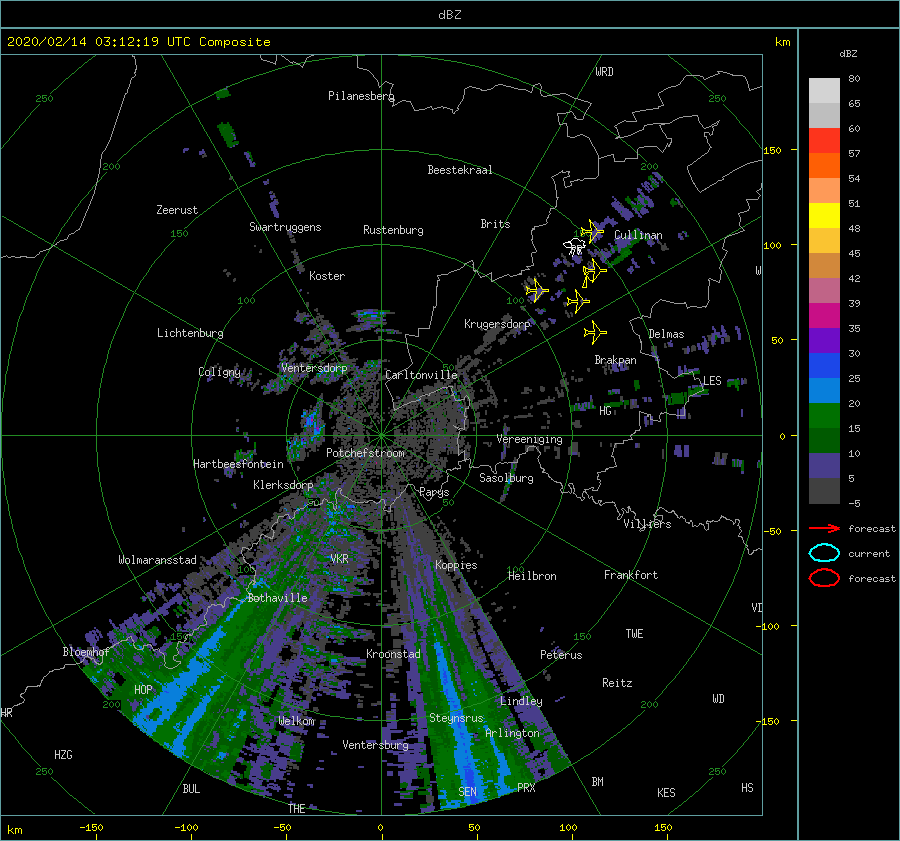 dBZ
2020/02/14 03:12:19 UTC Composite
km
dBZ
WRD
80
Pilanesberg
250
250
65
60
150
57
Beestekraal
200
200
54
Zeerust
51
Swartruggens
Brits
Rustenburg
150
Cullinan
48
100
45
Koster
W
42
100
100
39
Krugersdorp
35
Lichtenburg
Delmas
50
30
Brakpan
Coligny
Ventersdorp
Carltonville
50
25
LES
20
HG
15
Vereeniging
0
10
Potchefstroom
Hartbeesfontein
5
Klerksdorp
Parys
Sasolburg
50
50
-5
Villiers
forecast
-50
current
Wolmaransstad
VKR
Koppies
100
100
Heilbron
Frankfort
forecast
Bothaville
VD
-100
150
150
TWE
Bloemhof
Kroonstad
Peterus
HOP
Reitz
200
Lindley
200
WD
HR
Welkom
Steynsrus
-150
Arlington
Ventersburg
HZG
250
250
BUL
SEN
PRX
BM
KES
HS
THE
km
-150
-100
-50
0
50
100
150